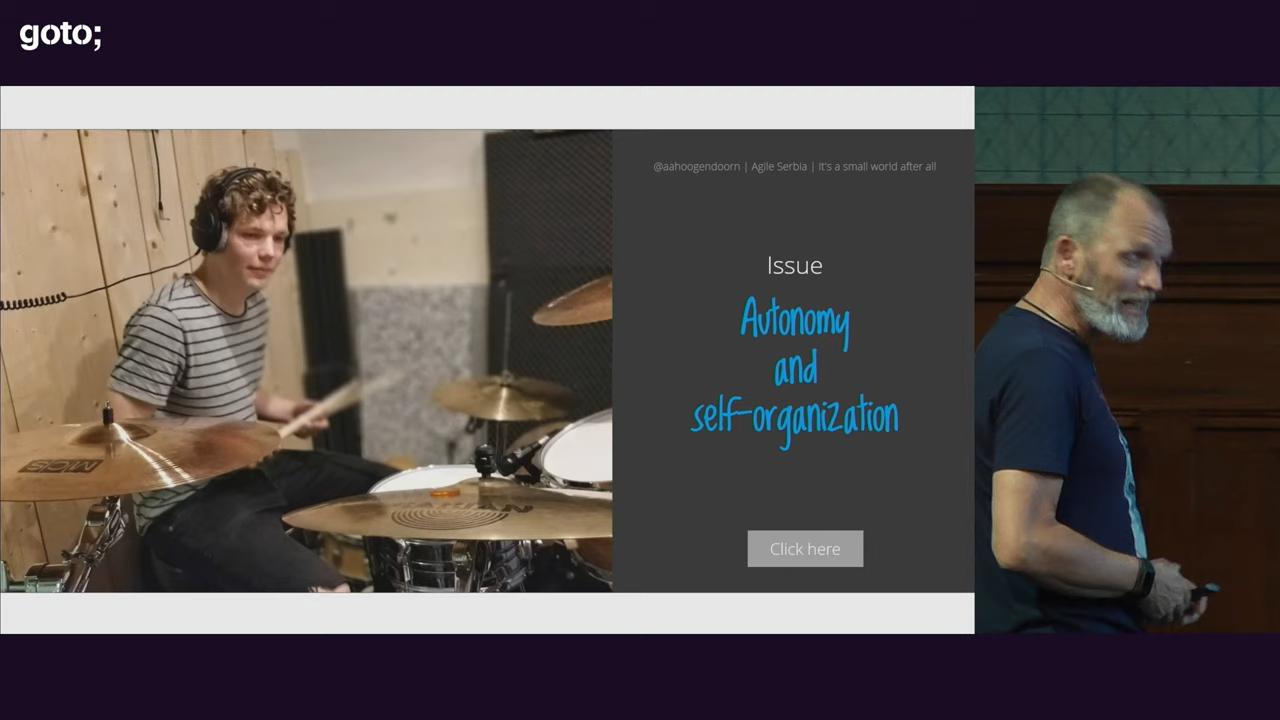 goto;
@aahoogendoorn | Agile Serbia | It's a small world after all
Issue
Autonomy
and
self-organization
Click here
MCS